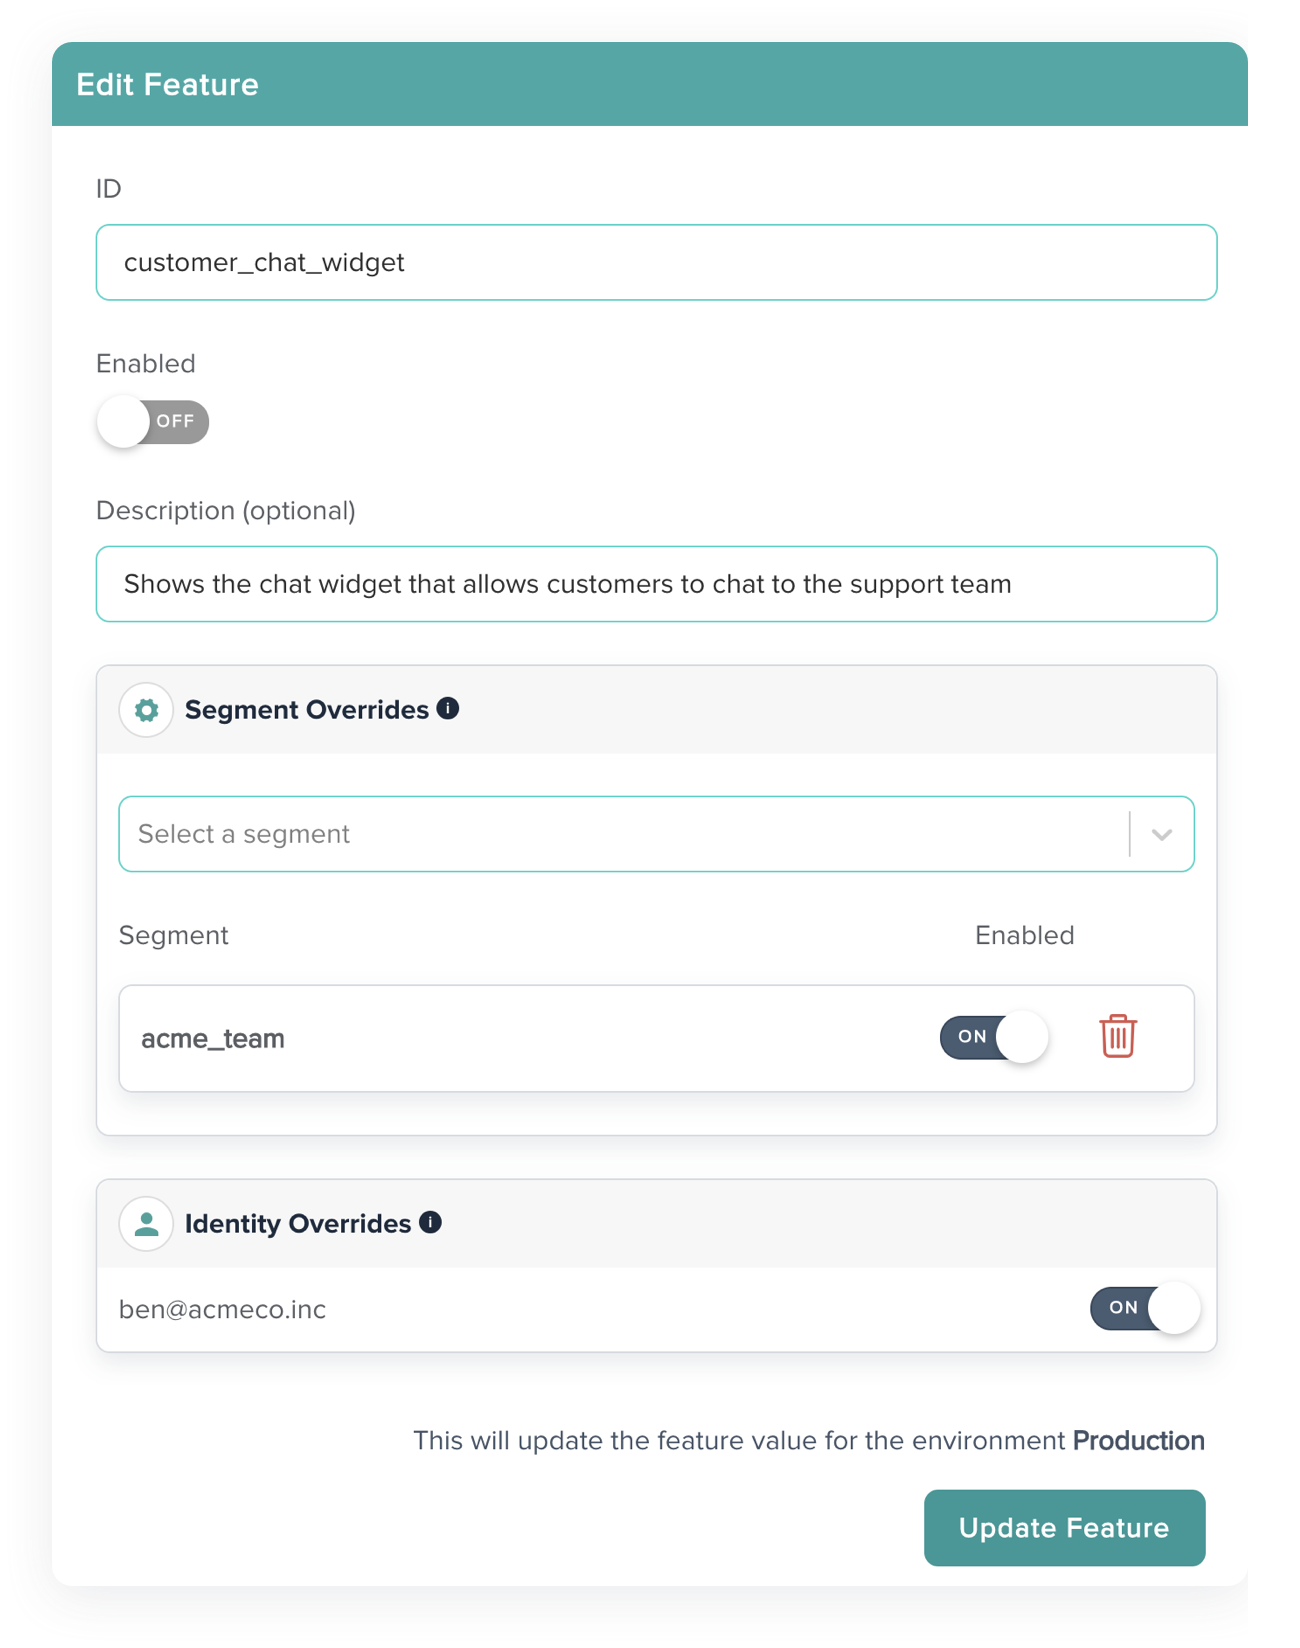 Edit Feature
ID
customer_chat_widget
Enabled
OFF
Description (optional)
Shows the chat widget that allows customers to chat to the support team
Segment Overrides i
Select a segment
Segment Enabled
acme_team ON
Identity Overrides i
ben@acmeco.inc ON
This will update the feature value for the environment Production
Update Feature